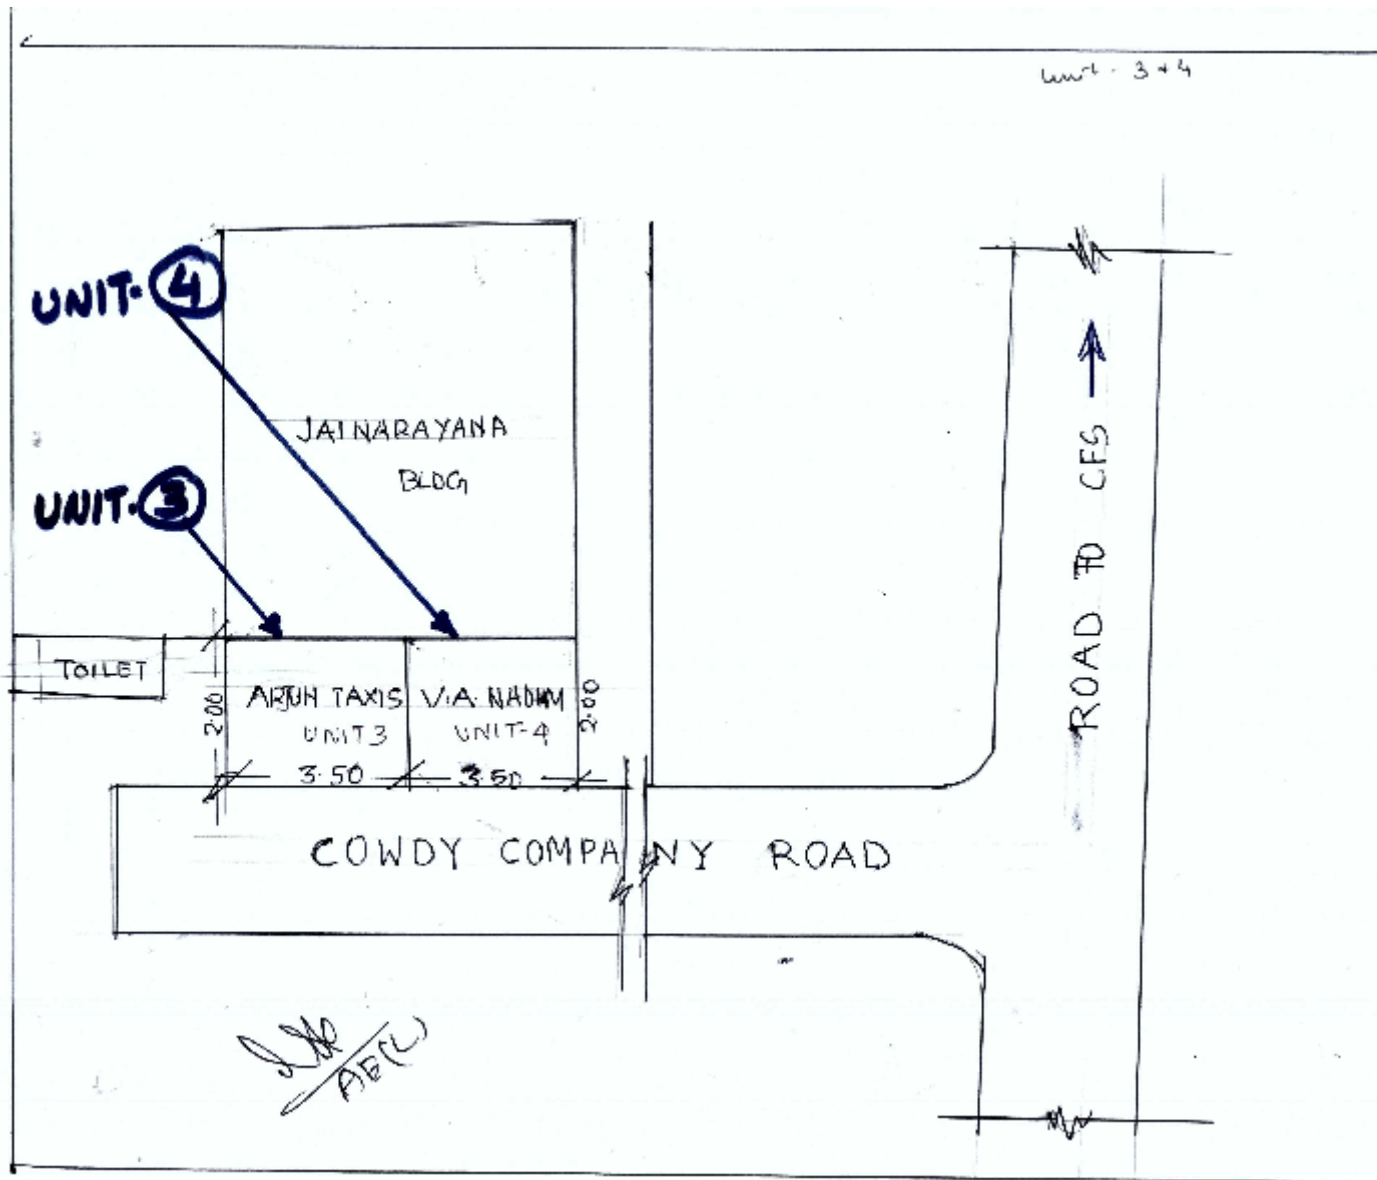 Unit - 3 + 4
UNIT- 4
JAINARAYANA
BLDG
UNIT- 3
TOILET
2.00
ARJUN TAXIS
UNIT 3
V.A.
UNIT-4
2.00
3.50
3.50
COWDY COMPANY ROAD
ROAD TO CFS
AE(L)